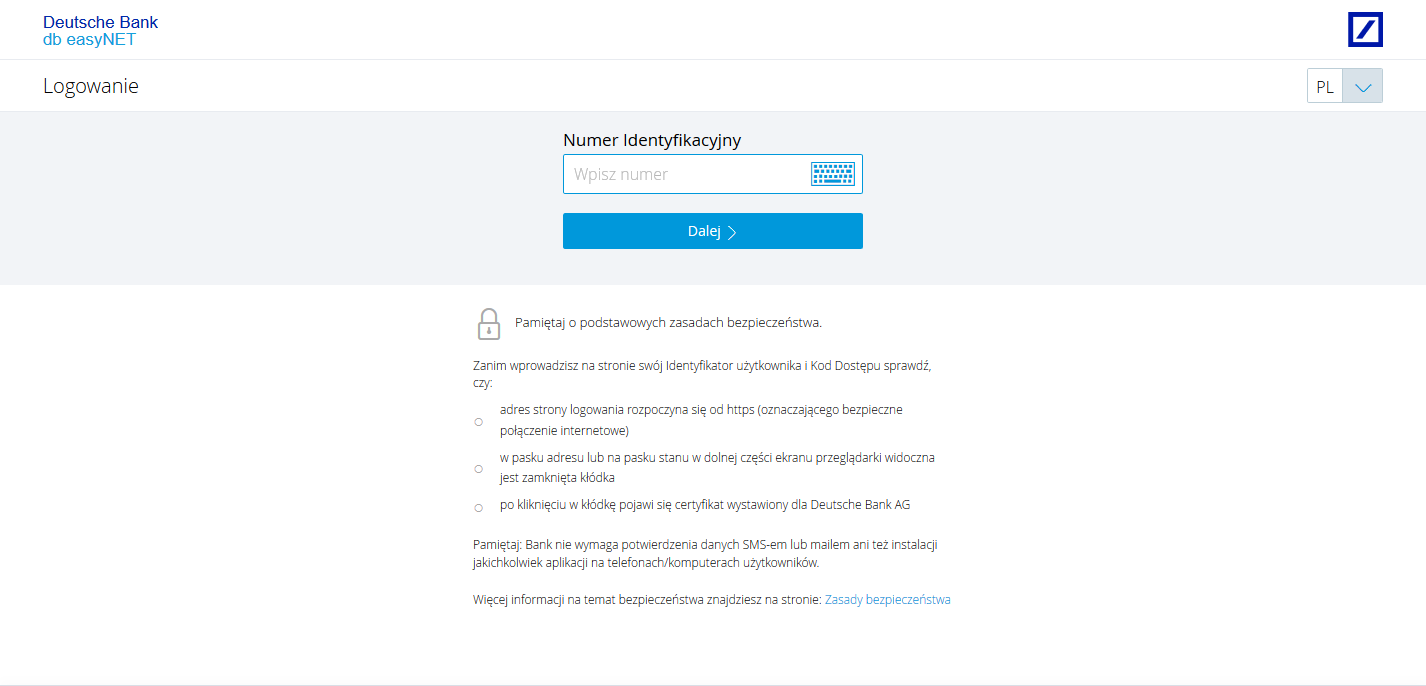 Deutsche Bank
db easyNET
Logowanie
PL
Numer Identyfikacyjny
Wpisz numer
Dalej
Pamiętaj o podstawowych zasadach bezpieczeństwa.
Zanim wprowadzisz na stronie swój Identyfikator użytkownika i Kod Dostępu sprawdź,
czy:
adres strony logowania rozpoczyna się od https (oznaczającego bezpieczne
połączenie internetowe)
w pasku adresu lub na pasku stanu w dolnej części ekranu przeglądarki widoczna
jest zamknięta kłódka
po kliknięciu w kłódkę pojawi się certyfikat wystawiony dla Deutsche Bank AG
Pamiętaj: Bank nie wymaga potwierdzenia danych SMS-em lub mailem ani też instalacji
jakichkolwiek aplikacji na telefonach/komputerach użytkowników.
Więcej informacji na temat bezpieczeństwa znajdziesz na stronie: Zasady bezpieczeństwa